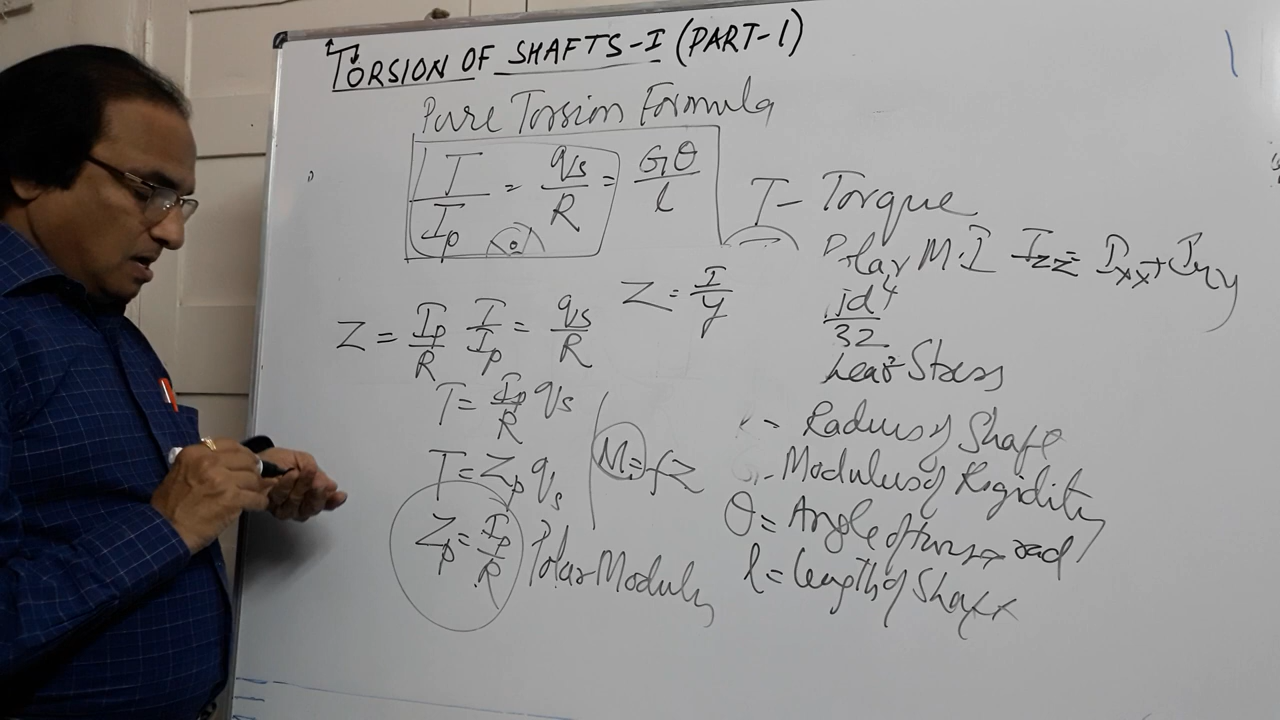 TORSION OF SHAFTS-I (PART-1)
Pure Torsion Formula
T/Ip = qs/R = Gθ/l
T - Torque
Polar M.I Izz = Ixx + Iyy
πd⁴/32
hear Stress
- Radius of Shaft
- Modulus of Rigidity
θ = Angle of twist rad
l = length of Shaft
Z = I/y
Z = Ip/R T/Ip = qs/R
T = Ip/R qs
T = Zp qs
M = fZ
Zp = Ip/R Polar Modulus